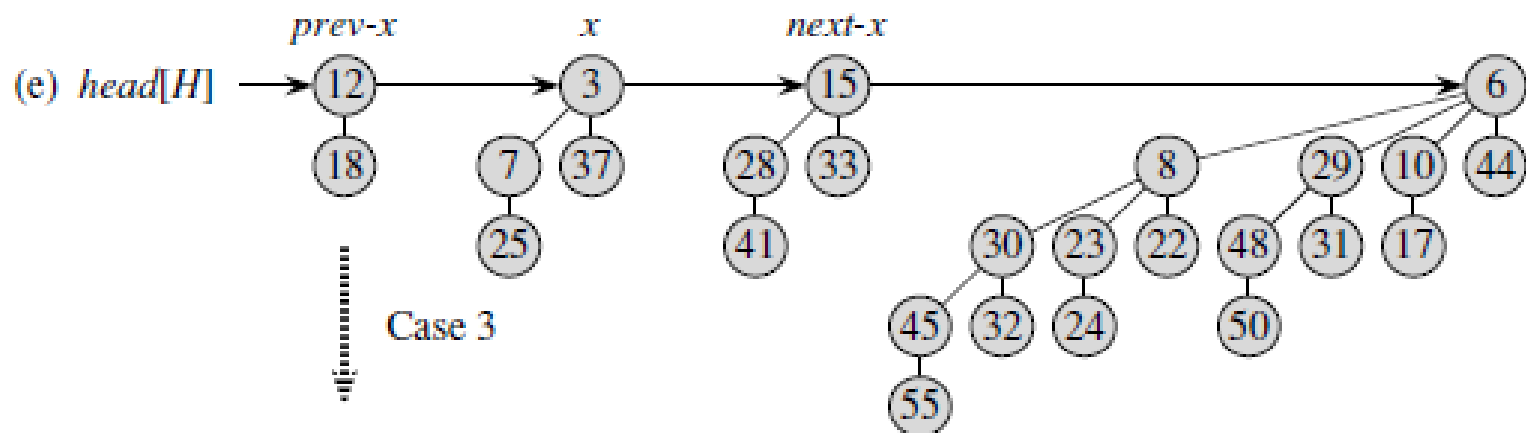 prev-x x next-x
(e) head[H] 12 3 15 6
18 7 37 28 33 8 29 10 44
25 41 30 23 22 48 31 17
Case 3 45 32 24 50
55